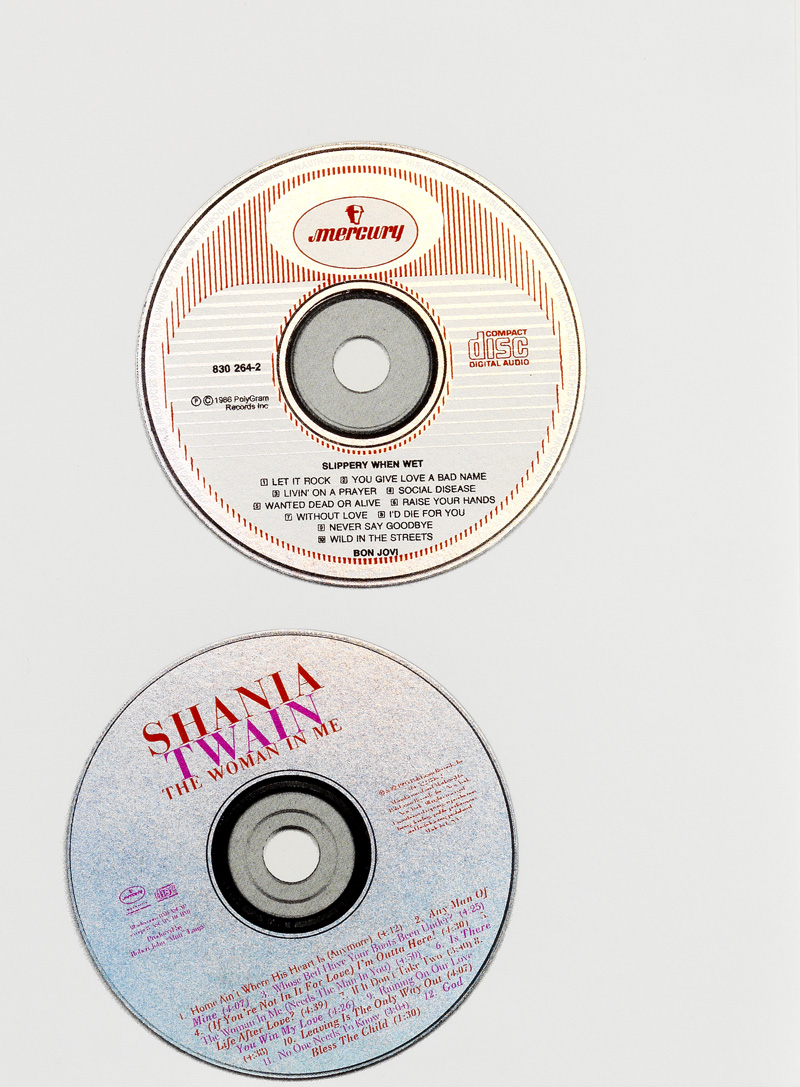 mercury
COMPACT
disc
DIGITAL AUDIO
830 264-2
Ⓟ ©1986 PolyGram
Records Inc
SLIPPERY WHEN WET
1 LET IT ROCK 2 YOU GIVE LOVE A BAD NAME
3 LIVIN' ON A PRAYER 4 SOCIAL DISEASE
5 WANTED DEAD OR ALIVE 6 RAISE YOUR HANDS
7 WITHOUT LOVE 8 I'D DIE FOR YOU
9 NEVER SAY GOODBYE
10 WILD IN THE STREETS
BON JOVI
SHANIA
TWAIN
THE WOMAN IN ME
mercury
Produced by
Robert John "Mutt" Lange
1. Home Ain't Where His Heart Is (Anymore) (4:12) 2. Any Man Of
Mine (4:07) 3. Whose Bed Have Your Boots Been Under? (4:25)
4. (If You're Not In It For Love) I'm Outta Here! (4:30) 5.
The Woman In Me (Needs The Man In You) (4:50) 6. Is There
Life After Love? (4:39) 7. If It Don't Take Two (3:40) 8.
You Win My Love (4:26) 9. Raining On Our Love
(4:38) 10. Leaving Is The Only Way Out (4:07)
11. No One Needs To Know (3:04) 12. God
Bless The Child (1:30)